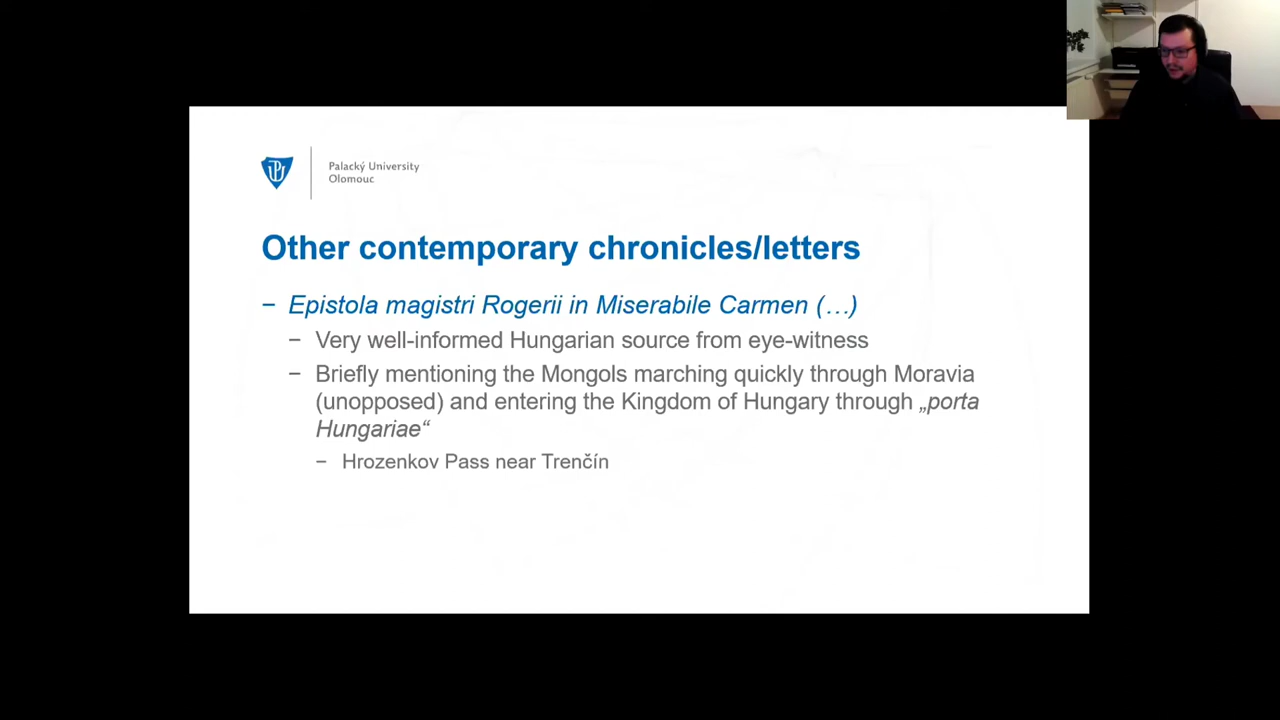 Palacký University
Olomouc
Other contemporary chronicles/letters
− Epistola magistri Rogerii in Miserabile Carmen (…)
− Very well-informed Hungarian source from eye-witness
− Briefly mentioning the Mongols marching quickly through Moravia
(unopposed) and entering the Kingdom of Hungary through „porta
Hungariae“
− Hrozenkov Pass near Trenčín